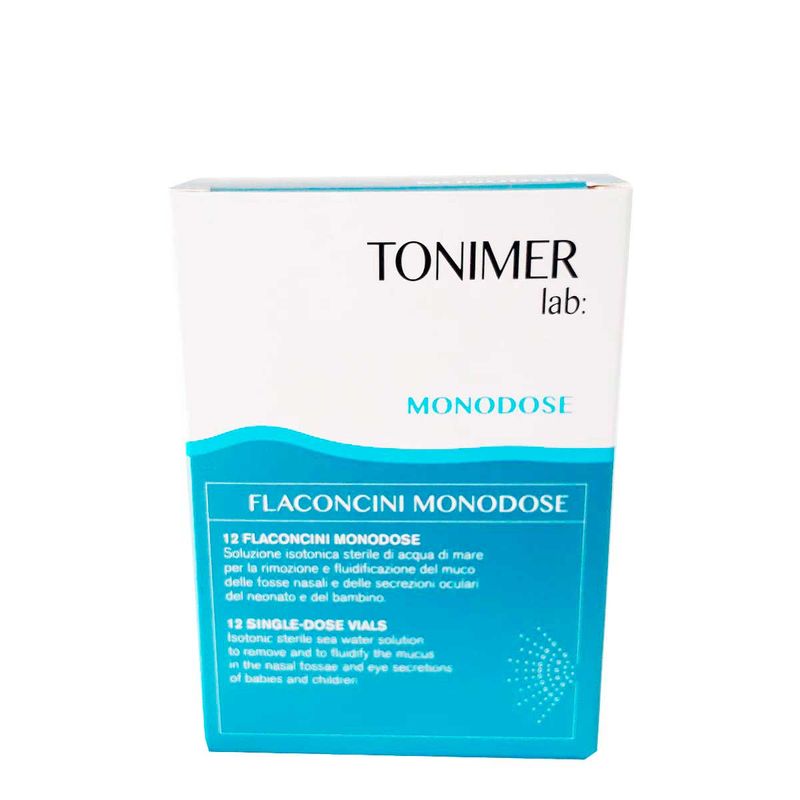 TONIMER
lab:
MONODOSE
FLACONCINI MONODOSE
12 FLACONCINI MONODOSE
Soluzione isotonica sterile di acqua di mare
per la rimozione e fluidificazione del muco
delle fosse nasali e delle secrezioni oculari
del neonato e del bambino.
12 SINGLE-DOSE VIALS
Isotonic sterile sea water solution
to remove and to fluidify the mucus
in the nasal fossae and eye secretions
of babies and children